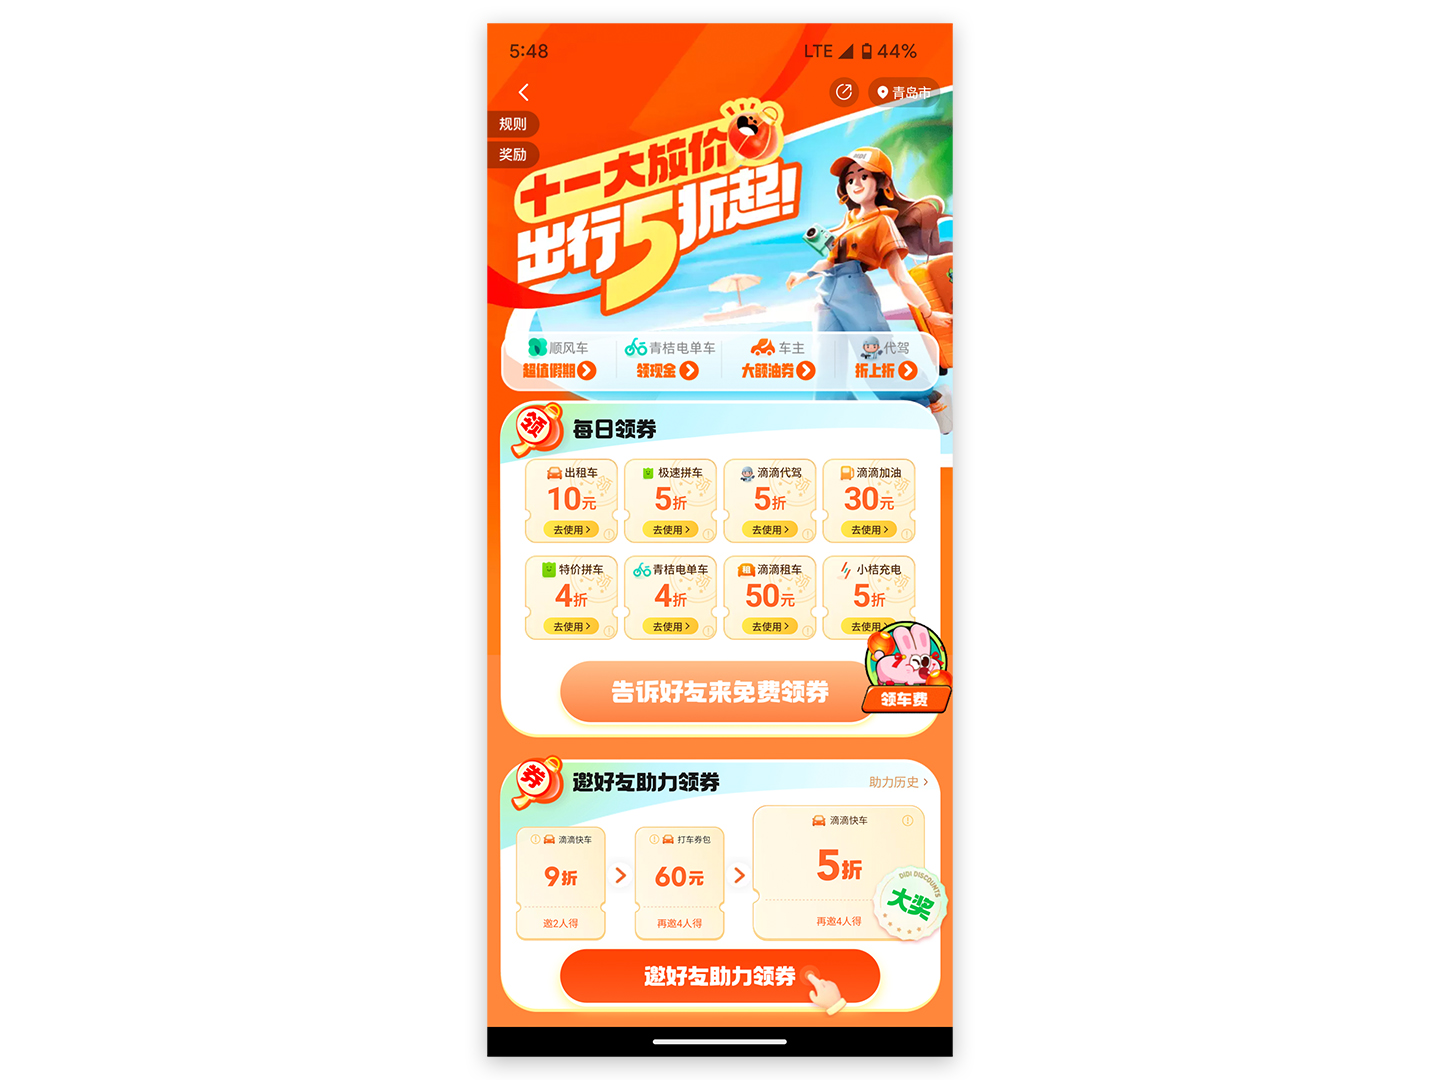 5:48
LTE 44%
青岛市
规则
奖励
十一大放价
出行5折起!
顺风车
超值假期
青桔电单车
领现金
车主
大额油券
代驾
折上折
领
每日领券
出租车
10元
去使用
极速拼车
5折
去使用
滴滴代驾
5折
去使用
滴滴加油
30元
去使用
特价拼车
4折
去使用
青桔电单车
4折
去使用
租
滴滴租车
50元
去使用
小桔充电
5折
去使用
领车费
告诉好友来免费领券
券
邀好友助力领券
助力历史
滴滴快车
9折
邀2人得
打车券包
60元
再邀4人得
滴滴快车
5折
再邀4人得
DIDI DISCOUNTS
大奖
邀好友助力领券